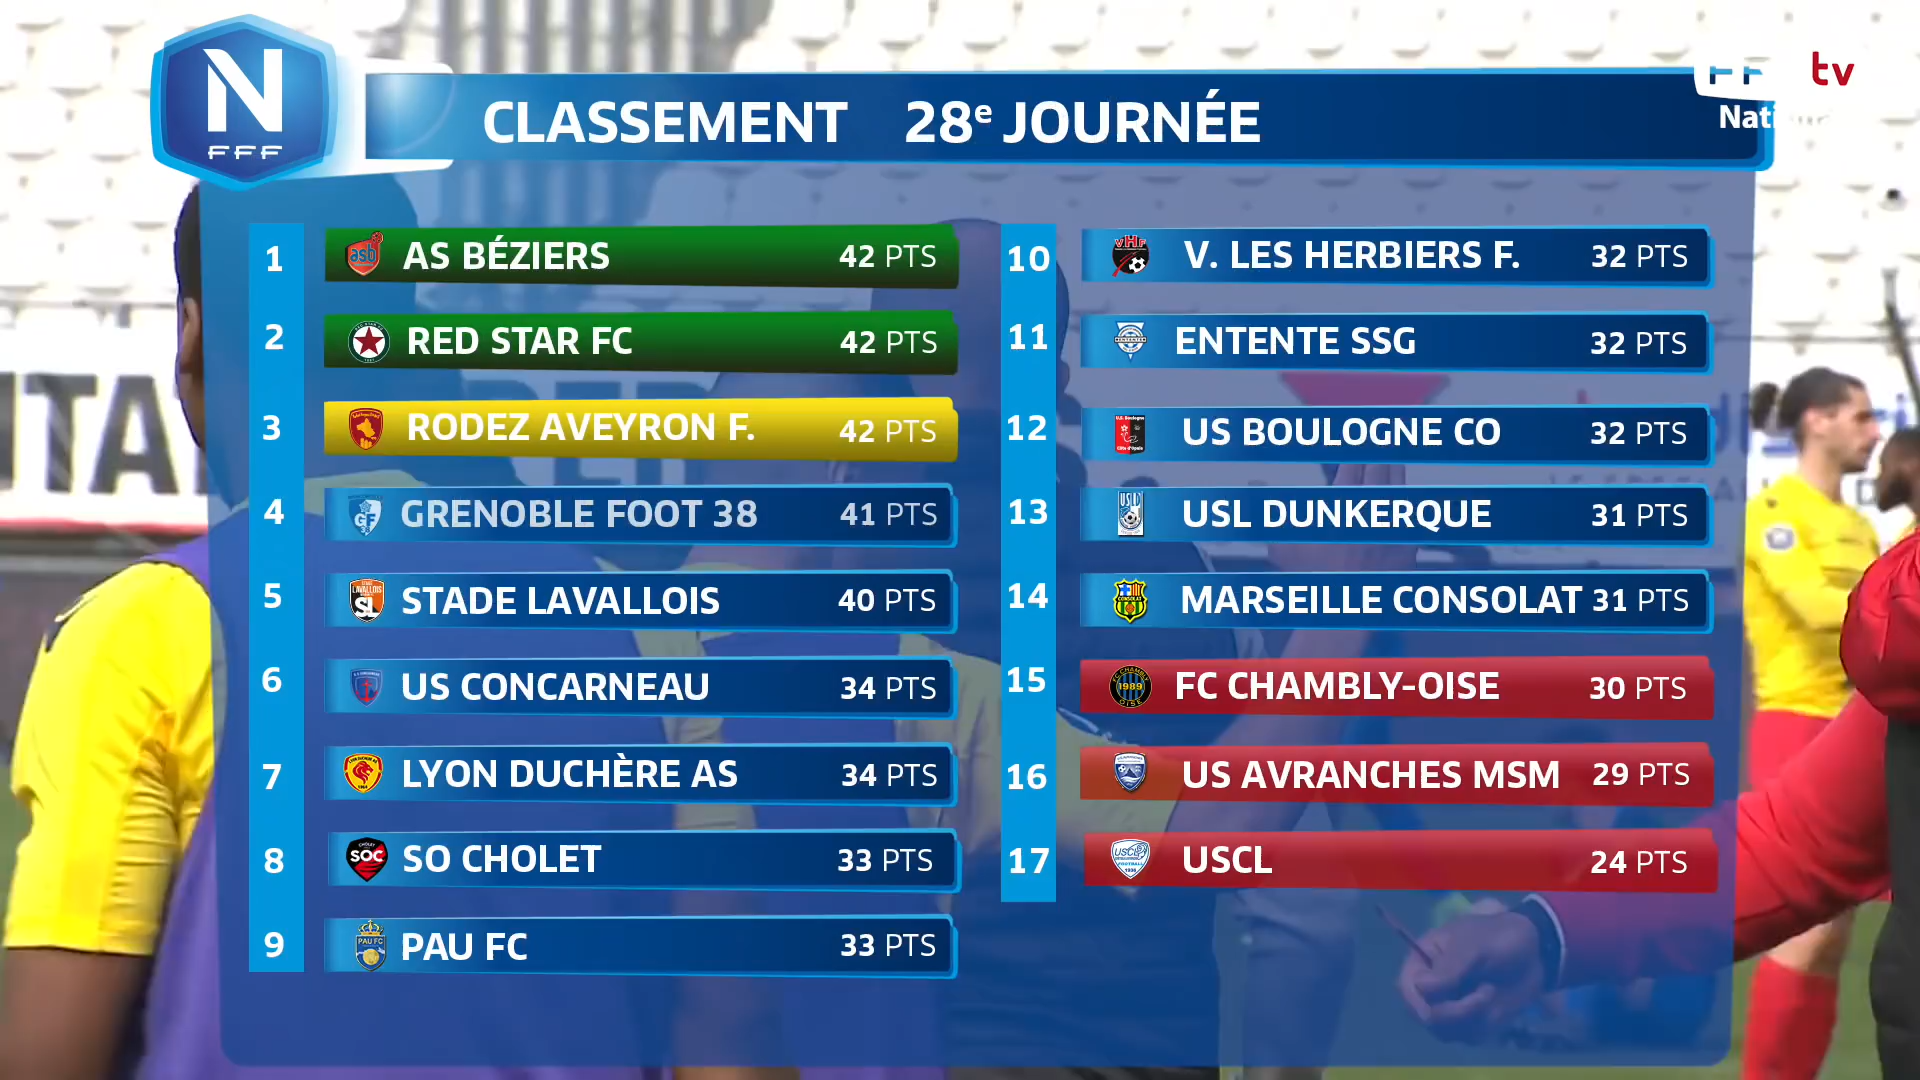 N
FFF
CLASSEMENT 28e JOURNÉE
tv
1 AS BÉZIERS 42 PTS
2 RED STAR FC 42 PTS
3 RODEZ AVEYRON F. 42 PTS
4 GRENOBLE FOOT 38 41 PTS
5 STADE LAVALLOIS 40 PTS
6 US CONCARNEAU 34 PTS
7 LYON DUCHÈRE AS 34 PTS
8 SO CHOLET 33 PTS
9 PAU FC 33 PTS
10 V. LES HERBIERS F. 32 PTS
11 ENTENTE SSG 32 PTS
12 US BOULOGNE CO 32 PTS
13 USL DUNKERQUE 31 PTS
14 MARSEILLE CONSOLAT 31 PTS
15 FC CHAMBLY-OISE 30 PTS
16 US AVRANCHES MSM 29 PTS
17 USCL 24 PTS